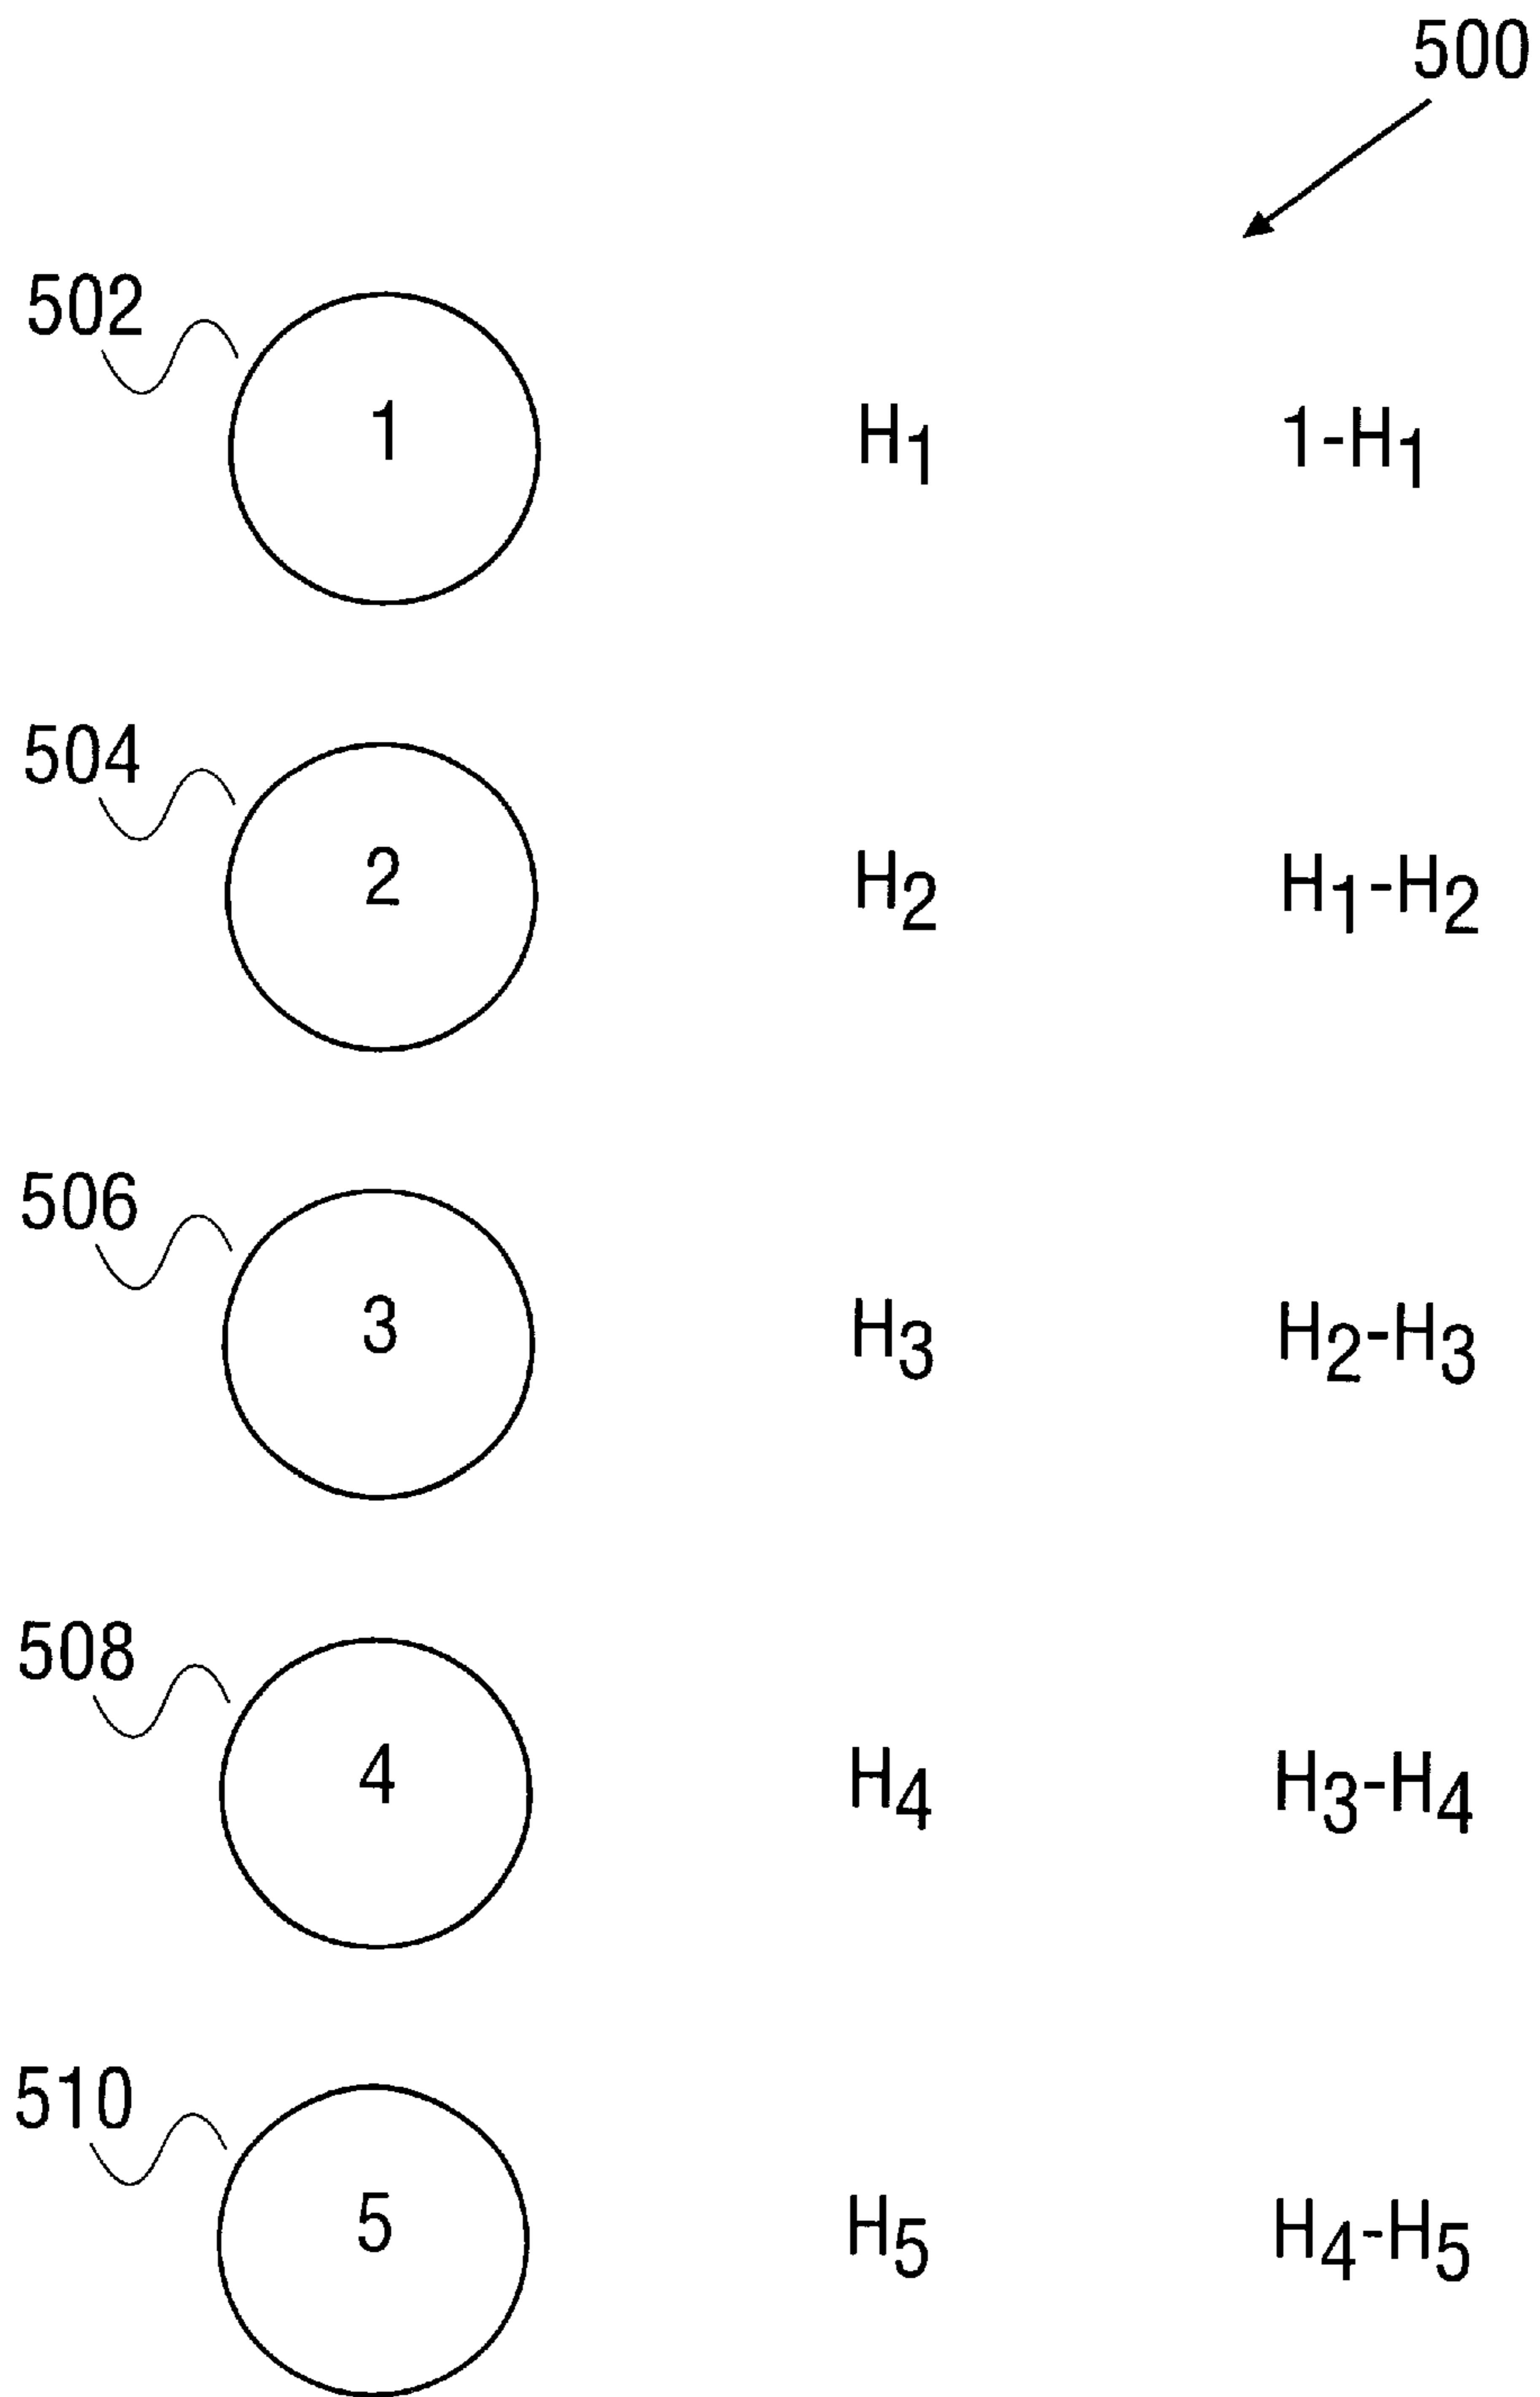 500
502
1 H₁ 1-H₁
504
2 H₂ H₁-H₂
506
3 H₃ H₂-H₃
508
4 H₄ H₃-H₄
510
5 H₅ H₄-H₅